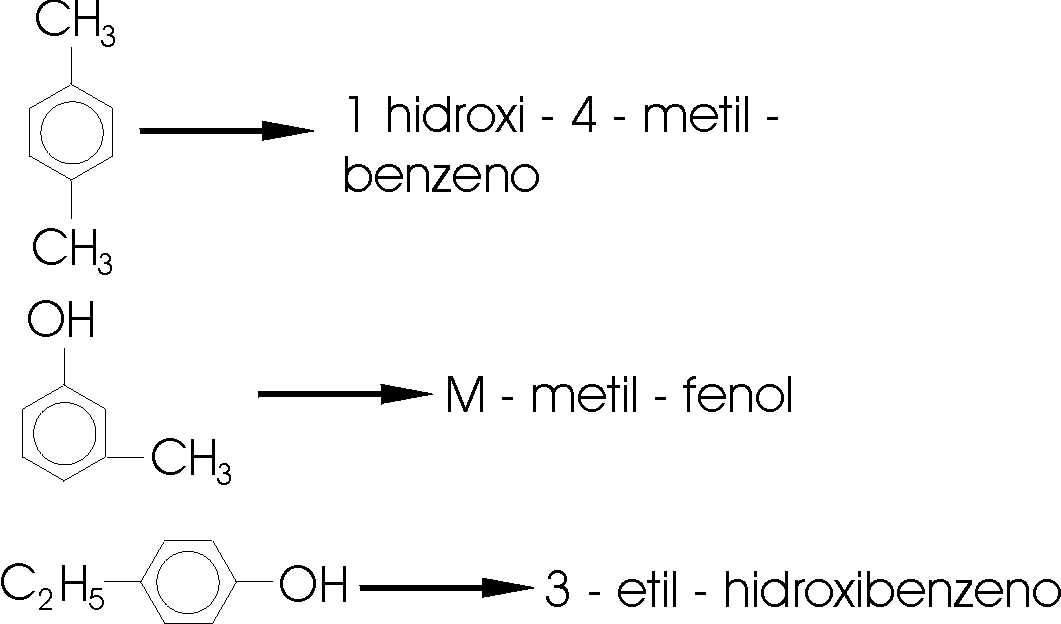 CH3
1 hidroxi - 4 - metil -
benzeno
CH3
OH
M - metil - fenol
CH3
C2H5 OH 3 - etil - hidroxibenzeno